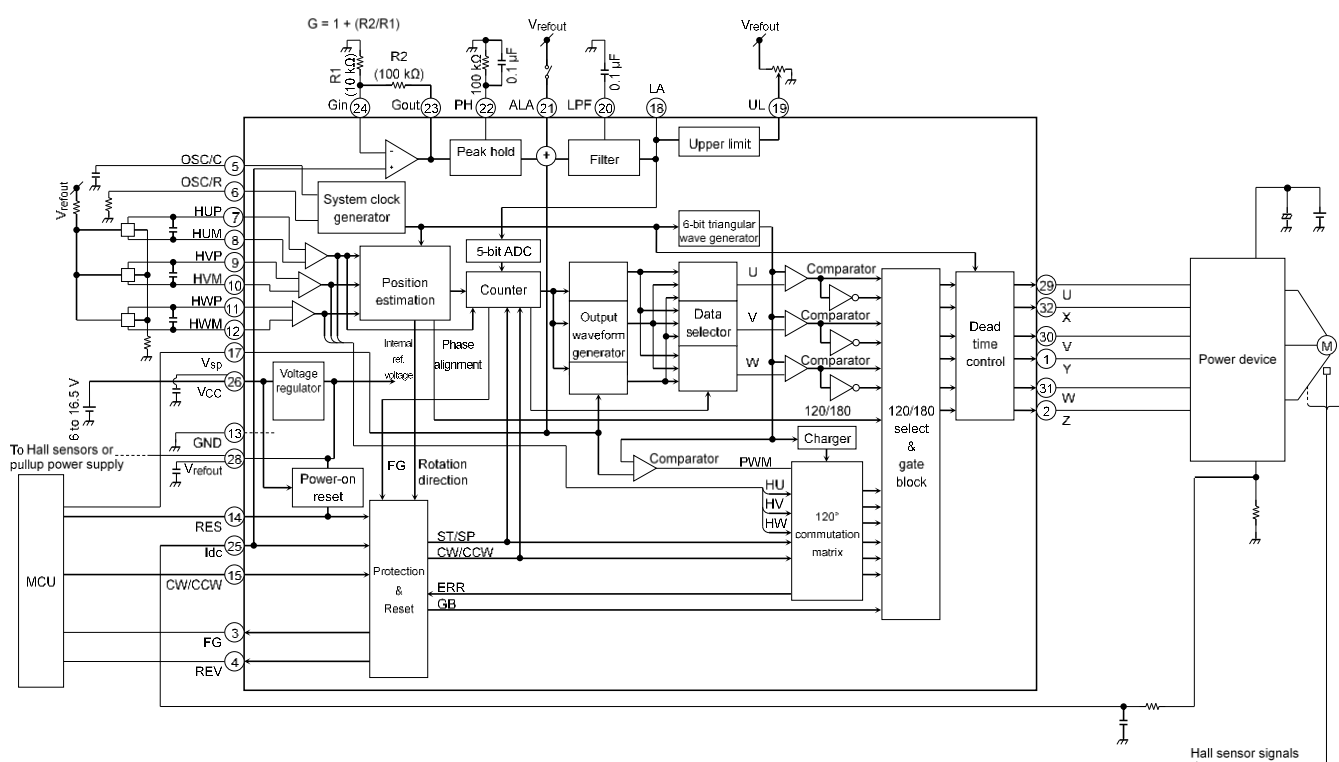 G = 1 + (R2/R1)
Vrefout
Vrefout
R1
(10 kΩ)
R2
(100 kΩ)
100 kΩ
0.1 µF
0.1 µF
Gin
24
Gout
23
PH
22
ALA
21
LPF
20
LA
18
UL
19
-
+
Peak hold
+
Filter
Upper limit
OSC/C
5
OSC/R
6
Vrefout
HUP
7
HUM
8
HVP
9
HVM
10
HWP
11
HWM
12
17
Vsp
26
VCC
6 to 16.5 V
13
GND
To Hall sensors or
pullup power supply
28
Vrefout
14
RES
25
Idc
15
CW/CCW
3
FG
4
REV
MCU
System clock
generator
6-bit triangular
wave generator
5-bit ADC
Position
estimation
Counter
Output
waveform
generator
Data
selector
U
V
W
Comparator
Comparator
Comparator
Internal
ref.
voltage
Phase
alignment
Voltage
regulator
Power-on
reset
FG
Rotation
direction
120/180
Charger
Comparator
PWM
HU
HV
HW
120°
commutation
matrix
120/180
select
&
gate
block
Dead
time
control
ST/SP
CW/CCW
ERR
GB
Protection
&
Reset
29
U
32
X
30
V
1
Y
31
W
2
Z
Power device
M
Hall sensor signals